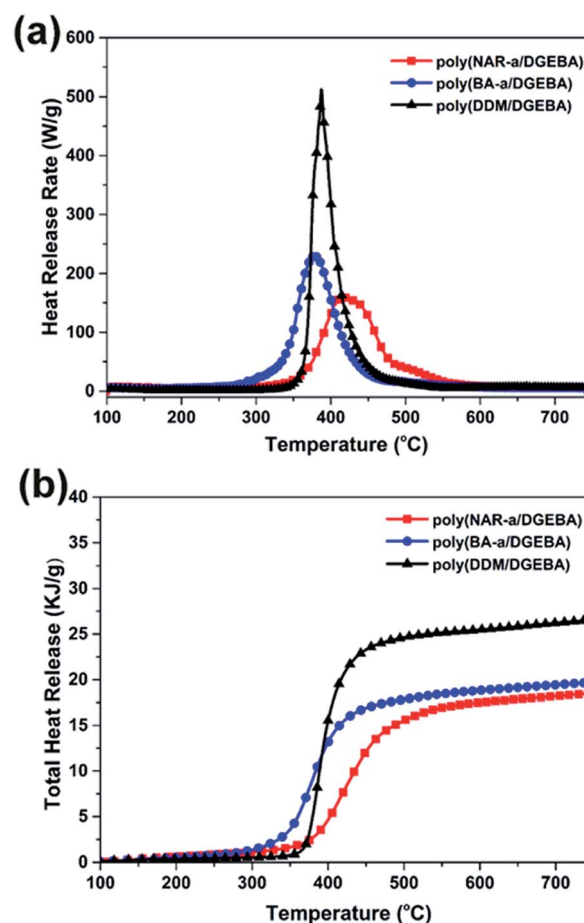 (a)
600
500
400
300
200
100
0
Heat Release Rate (W/g)
poly(NAR-a/DGEBA)
poly(BA-a/DGEBA)
poly(DDM/DGEBA)
100 200 300 400 500 600 700
Temperature (°C)
(b)
40
35
30
25
20
15
10
5
0
Total Heat Release (KJ/g)
poly(NAR-a/DGEBA)
poly(BA-a/DGEBA)
poly(DDM/DGEBA)
100 200 300 400 500 600 700
Temperature (°C)